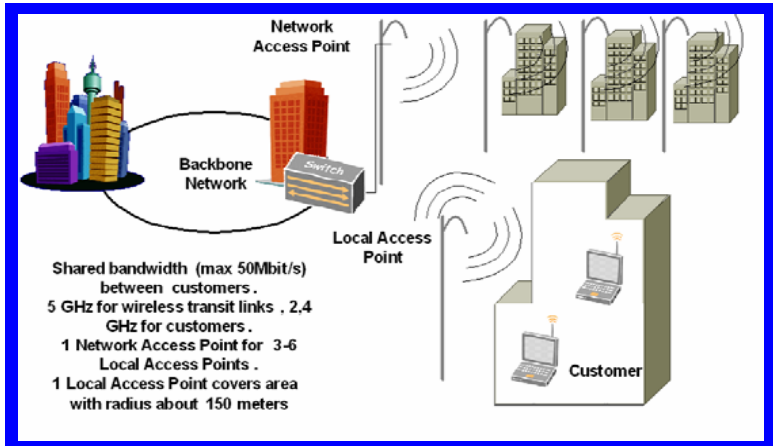 Network
Access Point
Backbone
Network
Switch
Local Access
Point
Shared bandwidth (max 50Mbit/s)
between customers.
5 GHz for wireless transit links , 2,4
GHz for customers.
1 Network Access Point for 3-6
Local Access Points .
1 Local Access Point covers area
with radius about 150 meters
Customer